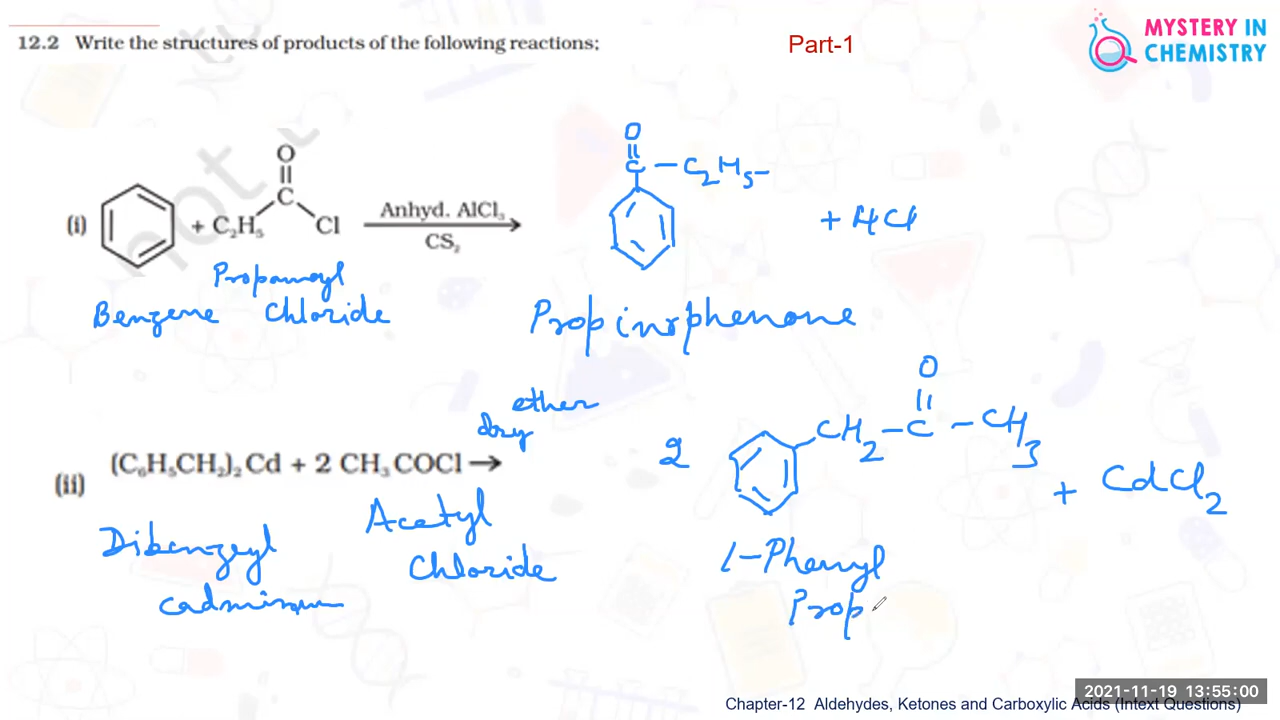 12.2 Write the structures of products of the following reactions;
Part-1
MYSTERY IN
CHEMISTRY
(i)
+ C₂H₅
O
C
Cl
Anhyd. AlCl₃
CS₂
O
C — C₂H₅-
+ HCl
Propanoyl
Benzene Chloride
Propinophenone
(ii) (C₆H₅CH₂)₂ Cd + 2 CH₃COCl →
dry ether
2
CH₂ – C – CH₃
O
+ CdCl₂
Dibenzeyl
cadmium
Acetyl
Chloride
1-Phenyl
Prop
2021-11-19 13:55:00
Chapter-12 Aldehydes, Ketones and Carboxylic Acids (Intext Questions)